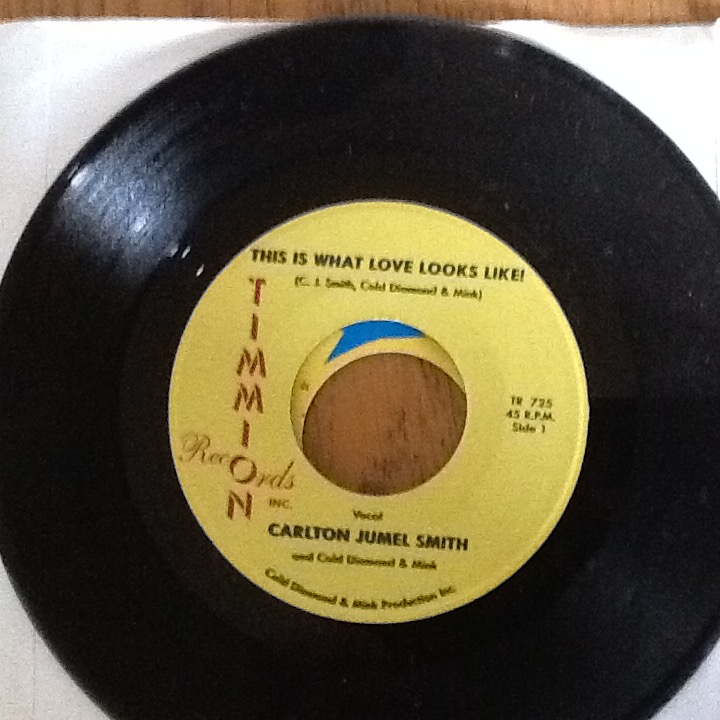 THIS IS WHAT LOVE LOOKS LIKE!
(C. J. Smith, Cold Diamond & Mink)
TIMMION
Records
INC.
TR 725
45 R.P.M.
Side 1
Vocal
CARLTON JUMEL SMITH
and Cold Diamond & Mink
Cold Diamond & Mink Production Inc.